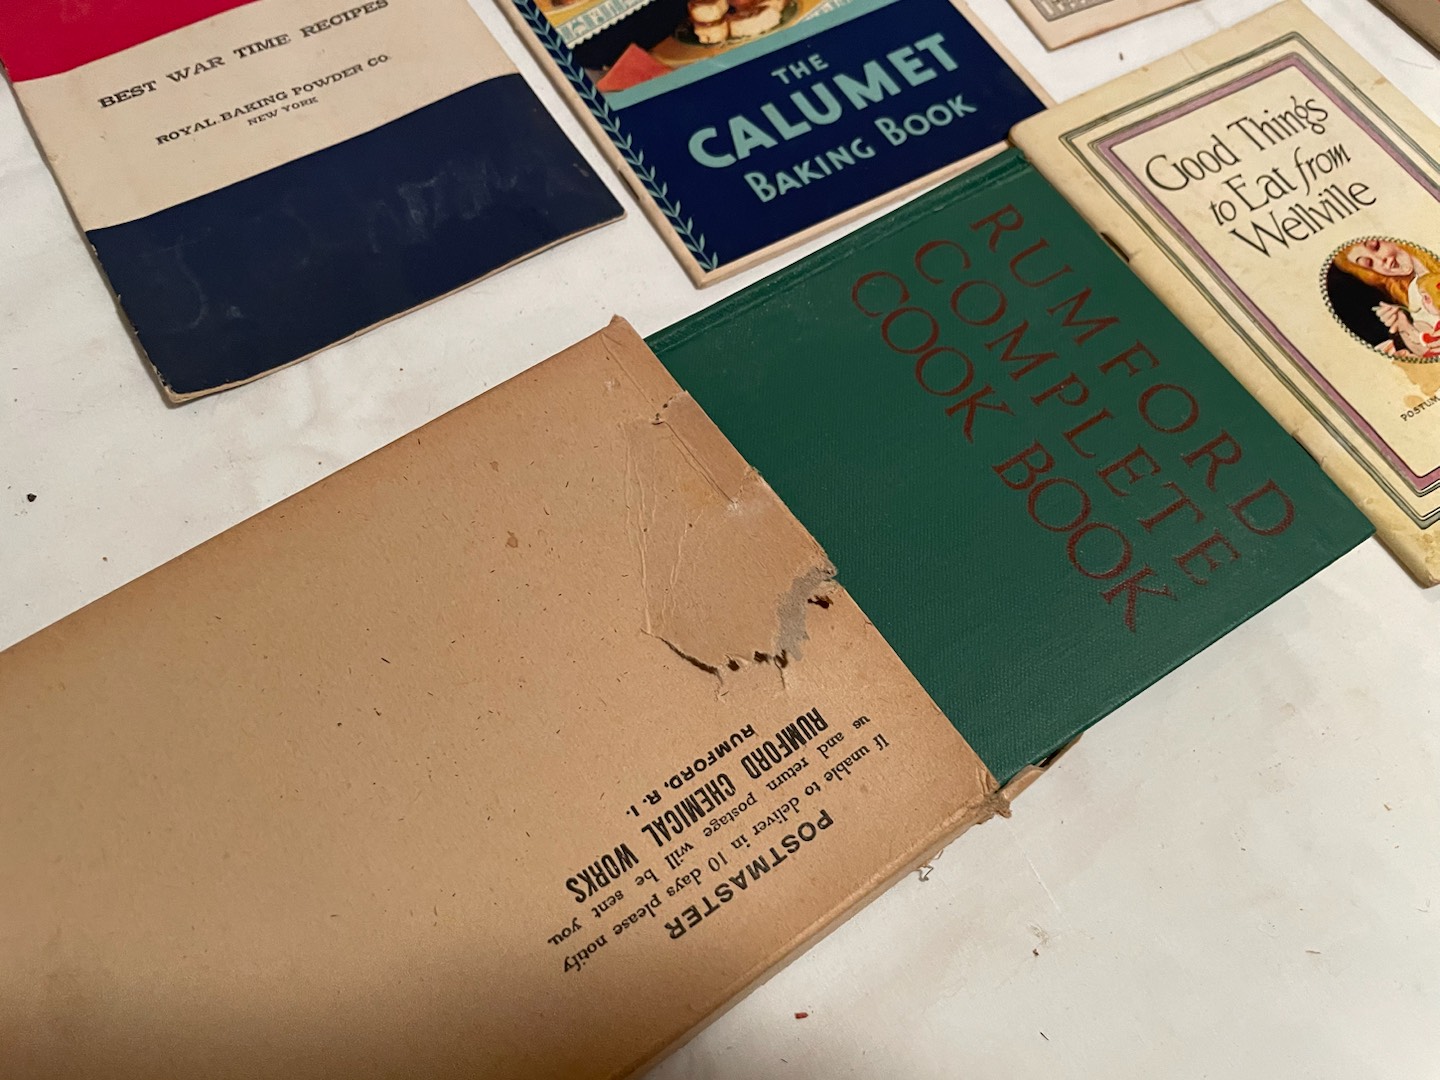 BEST WAR TIME RECIPES
ROYAL BAKING POWDER CO.
NEW YORK
THE
CALUMET
BAKING BOOK
Good Things
to Eat from
Wellville
POSTUM
RUMFORD
COMPLETE
COOK BOOK
POSTMASTER
If unable to deliver in 10 days please notify
us and return postage will be sent you.
RUMFORD CHEMICAL WORKS
RUMFORD, R. I.